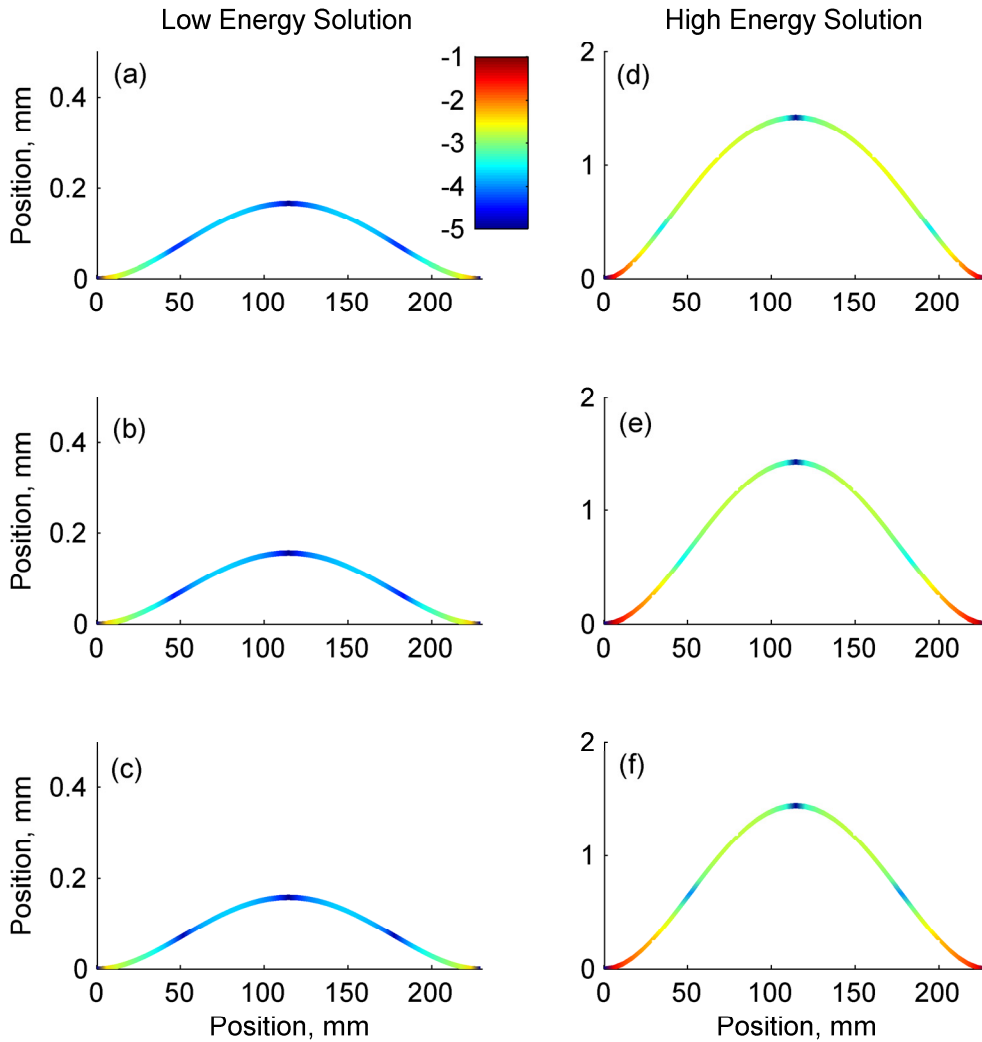 Low Energy Solution
High Energy Solution
(a)
-1
-2
-3
-4
-5
Position, mm
0.4
0.2
0
0 50 100 150 200
(d)
2
1
0
0 50 100 150 200
(b)
Position, mm
0.4
0.2
0
0 50 100 150 200
(e)
2
1
0
0 50 100 150 200
(c)
Position, mm
0.4
0.2
0
0 50 100 150 200
Position, mm
(f)
2
1
0
0 50 100 150 200
Position, mm